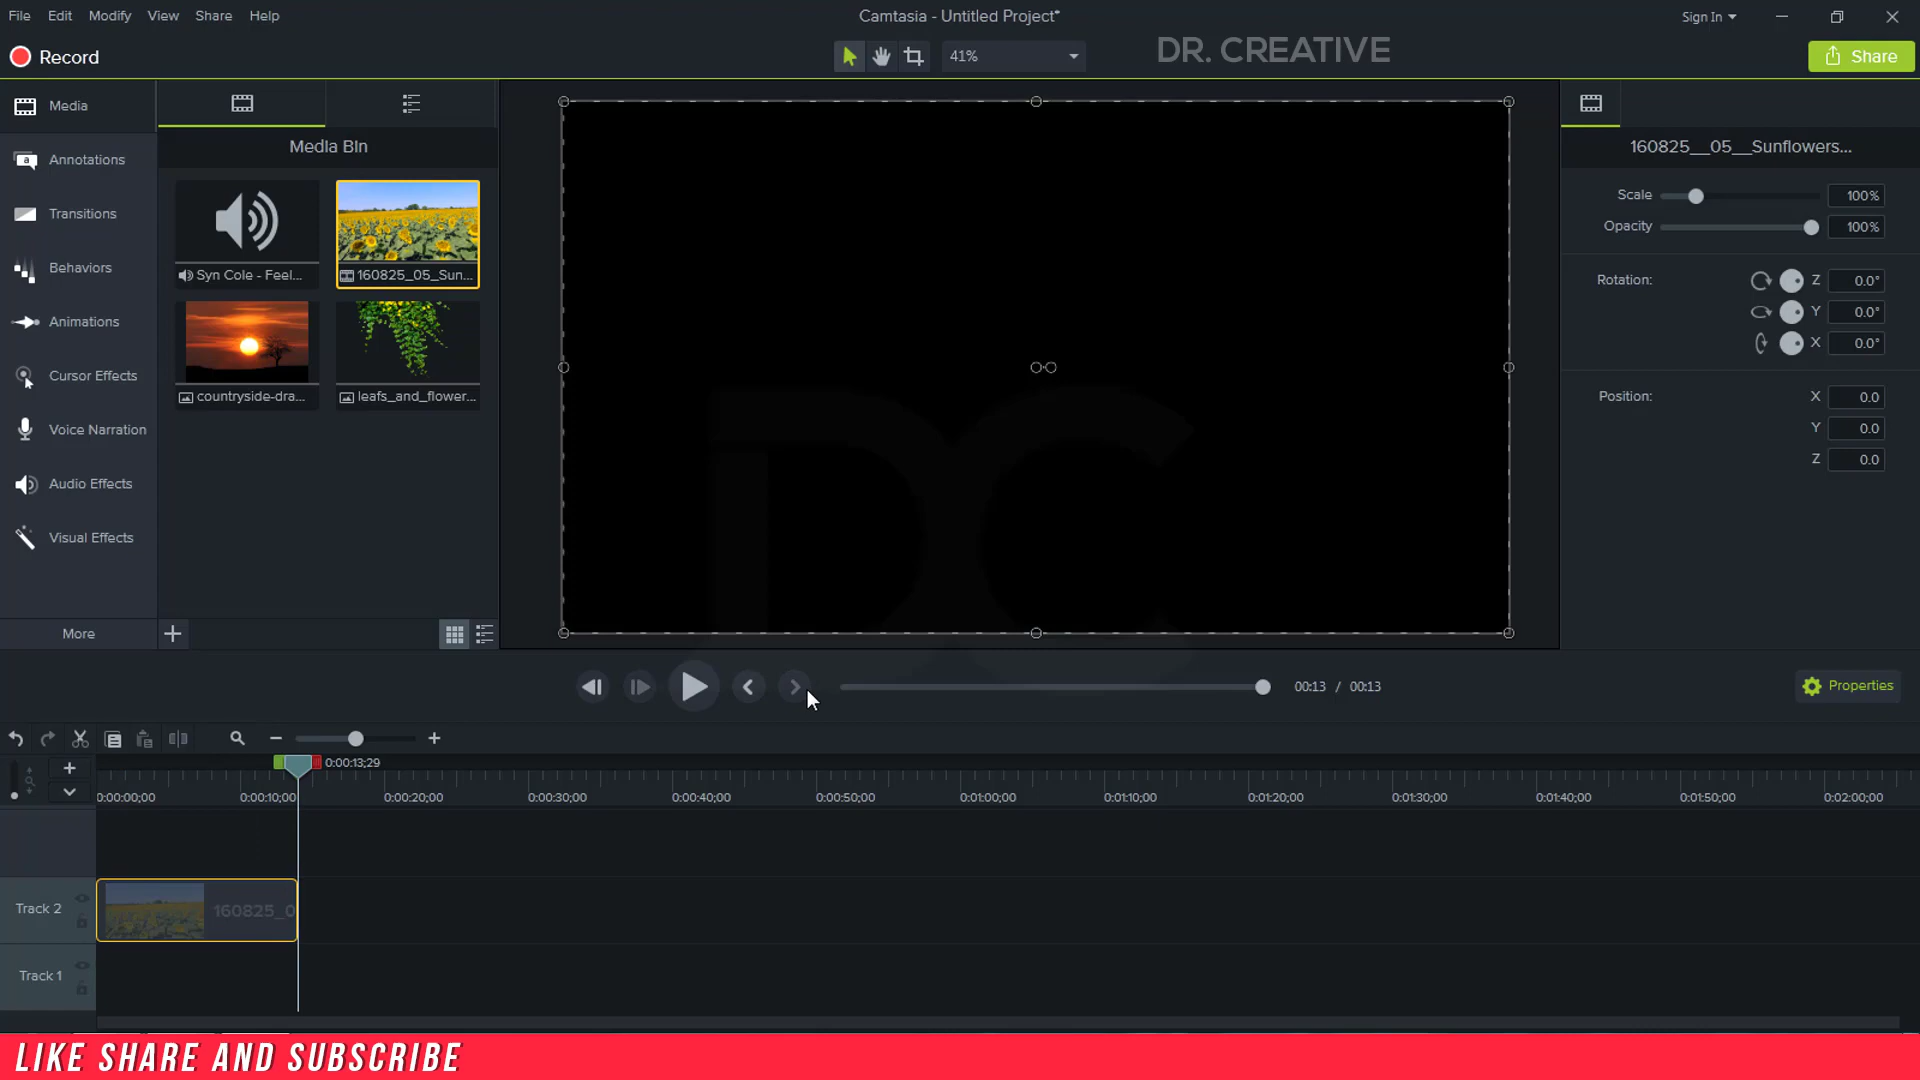 File Edit Modify View Share Help
Camtasia - Untitled Project*
Sign In
Record
41%
DR. CREATIVE
Share
Media
Annotations
Transitions
Behaviors
Animations
Cursor Effects
Voice Narration
Audio Effects
Visual Effects
More
Media Bin
Syn Cole - Feel...
160825_05_Sun...
countryside-dra...
leafs_and_flower...
DC
160825__05__Sunflowers...
Scale 100%
Opacity 100%
Rotation: Z 0.0°
Y 0.0°
X 0.0°
Position: X 0.0
Y 0.0
Z 0.0
00:13 / 00:13
Properties
0:00:13;29
0:00:00;00 0:00:10;00 0:00:20;00 0:00:30;00 0:00:40;00 0:00:50;00 0:01:00;00 0:01:10;00 0:01:20;00 0:01:30;00 0:01:40;00 0:01:50;00 0:02:00;00
Track 2
160825_0
Track 1
LIKE SHARE AND SUBSCRIBE